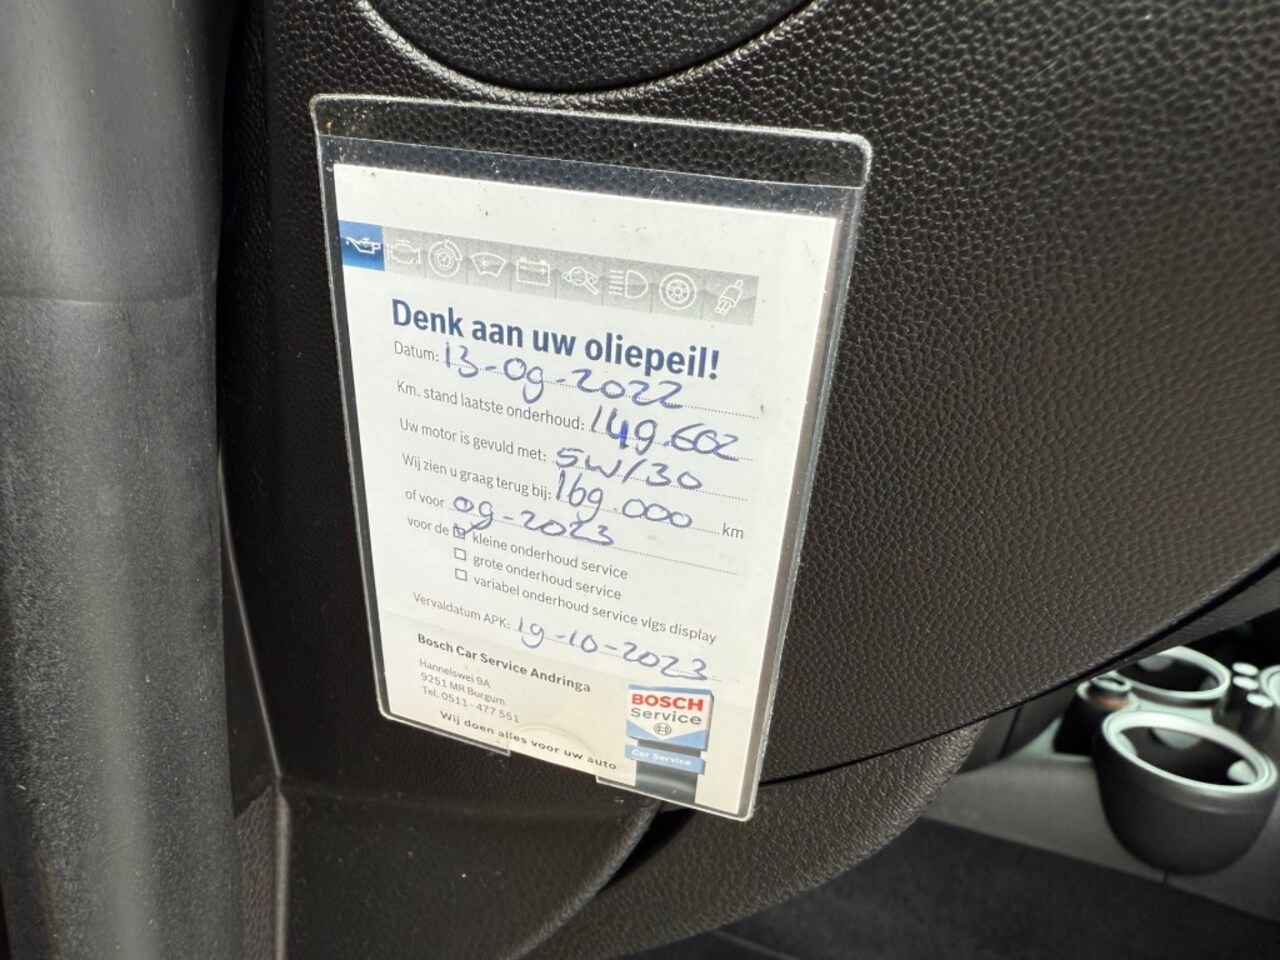 Denk aan uw oliepeil!
Datum: 13-09-2022
Km. stand laatste onderhoud: 149.602
Uw motor is gevuld met: 5W/30
Wij zien u graag terug bij: 169.000 km
of voor 09-2023
voor de ☑ kleine onderhoud service
☐ grote onderhoud service
☐ variabel onderhoud service vlgs display
Vervaldatum APK: 19-10-2023
Bosch Car Service Andringa
Hannelswei 9A
9251 MR Burgum
Tel. 0511 - 477 551
Wij doen alles voor uw auto
BOSCH
Service
Car Service